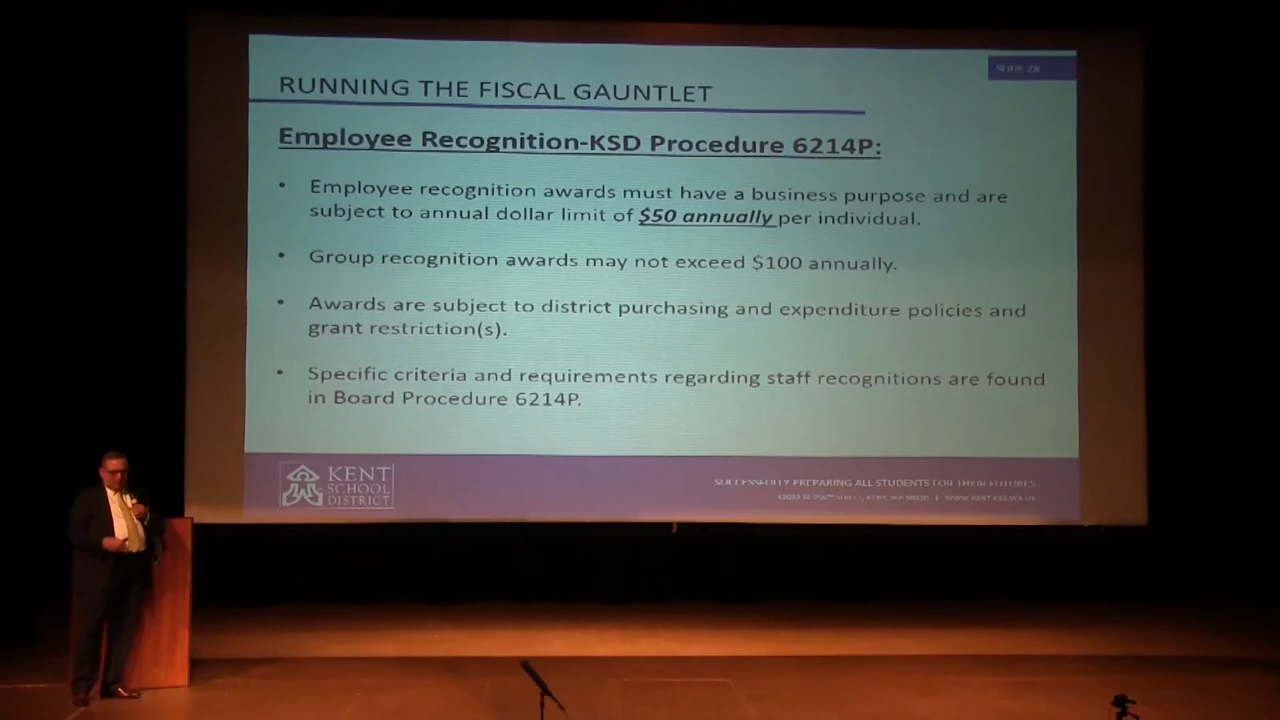 SLIDE 28
RUNNING THE FISCAL GAUNTLET
Employee Recognition-KSD Procedure 6214P:
• Employee recognition awards must have a business purpose and are
subject to annual dollar limit of $50 annually per individual.
• Group recognition awards may not exceed $100 annually.
• Awards are subject to district purchasing and expenditure policies and
grant restriction(s).
• Specific criteria and requirements regarding staff recognitions are found
in Board Procedure 6214P.
KENT
SCHOOL
DISTRICT
SUCCESSFULLY PREPARING ALL STUDENTS FOR THEIR FUTURES
KENT, WA 98030 | WWW.KENT.K12.WA.US